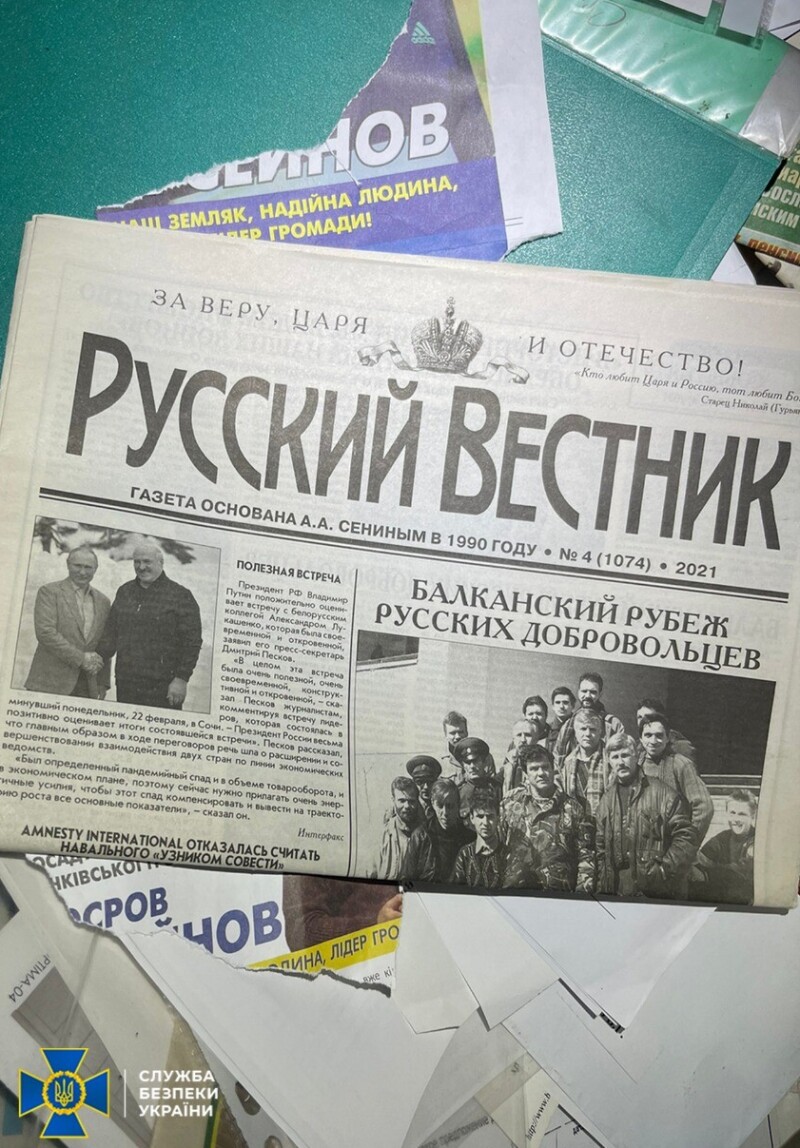 НОВ
НАШ ЗЕМЛЯК, НАДІЙНА ЛЮДИНА,
ГРОМАДИ!
ЗА ВЕРУ, ЦАРЯ
И ОТЕЧЕСТВО!
«Кто любит Царя и Россию, тот любит
Старец Николай
РУССКИЙ ВЕСТНИК
ГАЗЕТА ОСНОВАНА А.А. СЕНИНЫМ В 1990 ГОДУ • № 4 (1074) • 2021
ПОЛЕЗНАЯ ВСТРЕЧА
Президент РФ Владимир
Путин положительно оцени-
вает встречу с белорусским
коллегой Александром Лу-
кашенко, которая была свое-
временной и откровенной,
заявил его пресс-секретарь
Дмитрий Песков.
«В целом эта встреча
была очень полезной, очень
своевременной, конструк-
тивной и откровенной, – ска-
зал Песков журналистам,
комментируя встречу лиде-
ров, которая состоялась в
минувший понедельник, 22 февраля, в Сочи. – Президент России весьма
позитивно оценивает итоги состоявшейся встречи». Песков рассказал,
что главным образом в ходе переговоров речь шла о расширении и со-
вершенствовании взаимодействия двух стран по линии экономических
ведомств.
«Был определенный пандемийный спад и в объеме товарооборота, и
в экономическом плане, поэтому сейчас нужно прилагать очень энер-
гичные усилия, чтобы этот спад компенсировать и вывести на траекто-
рию роста все основные показатели», – сказал он.
Интерфакс
AMNESTY INTERNATIONAL ОТКАЗАЛАСЬ СЧИТАТЬ
НАВАЛЬНОГО «УЗНИКОМ СОВЕСТИ»
БАЛКАНСКИЙ РУБЕЖ
РУССКИХ ДОБРОВОЛЬЦЕВ
НОВ
ЛЮДИНА, ЛІДЕР ГРО
вже
СЛУЖБА
БЕЗПЕКИ
УКРАЇНИ